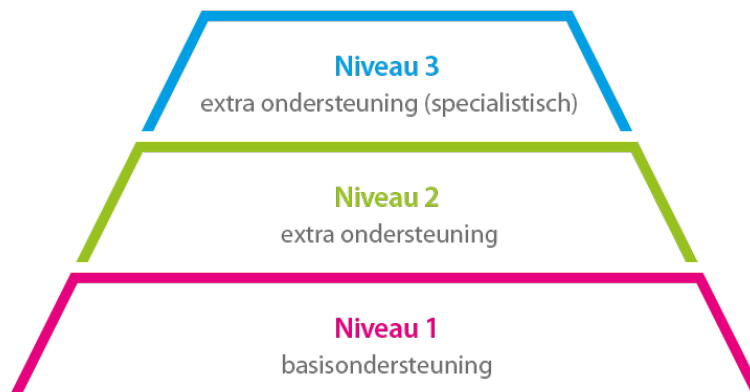 Niveau 3
extra ondersteuning (specialistisch)
Niveau 2
extra ondersteuning
Niveau 1
basisondersteuning